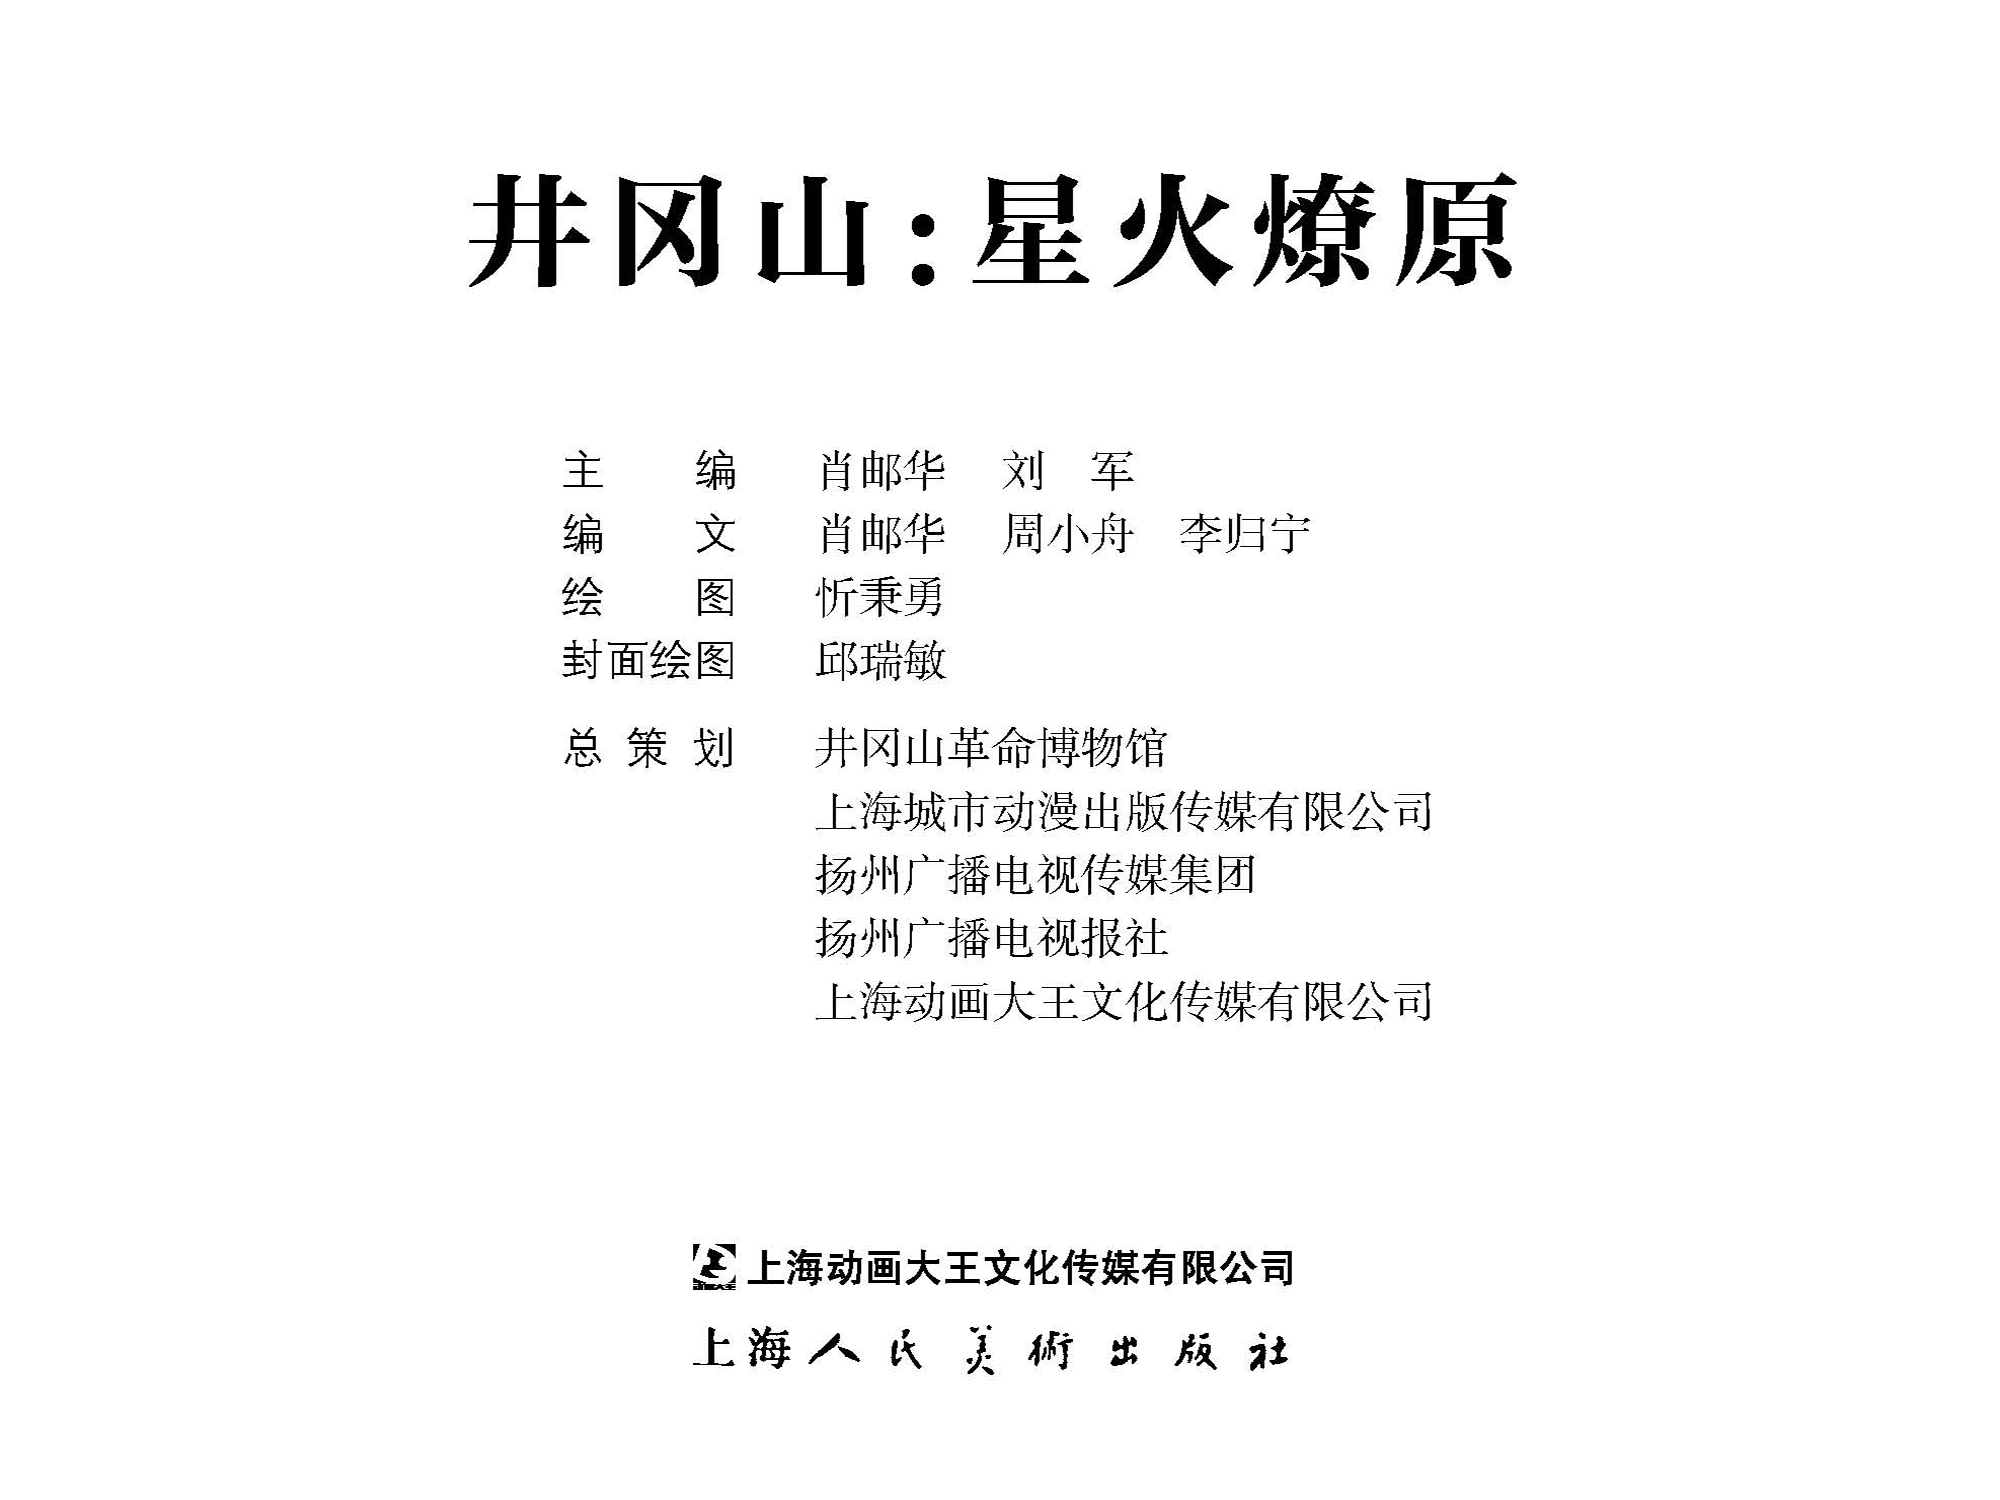 井冈山：星火燎原
主 编 肖邮华 刘 军
编 文 肖邮华 周小舟 李归宁
绘 图 忻秉勇
封面绘图 邱瑞敏
总 策 划 井冈山革命博物馆
上海城市动漫出版传媒有限公司
扬州广播电视传媒集团
扬州广播电视报社
上海动画大王文化传媒有限公司
上海动画大王文化传媒有限公司
上海人民美術出版社